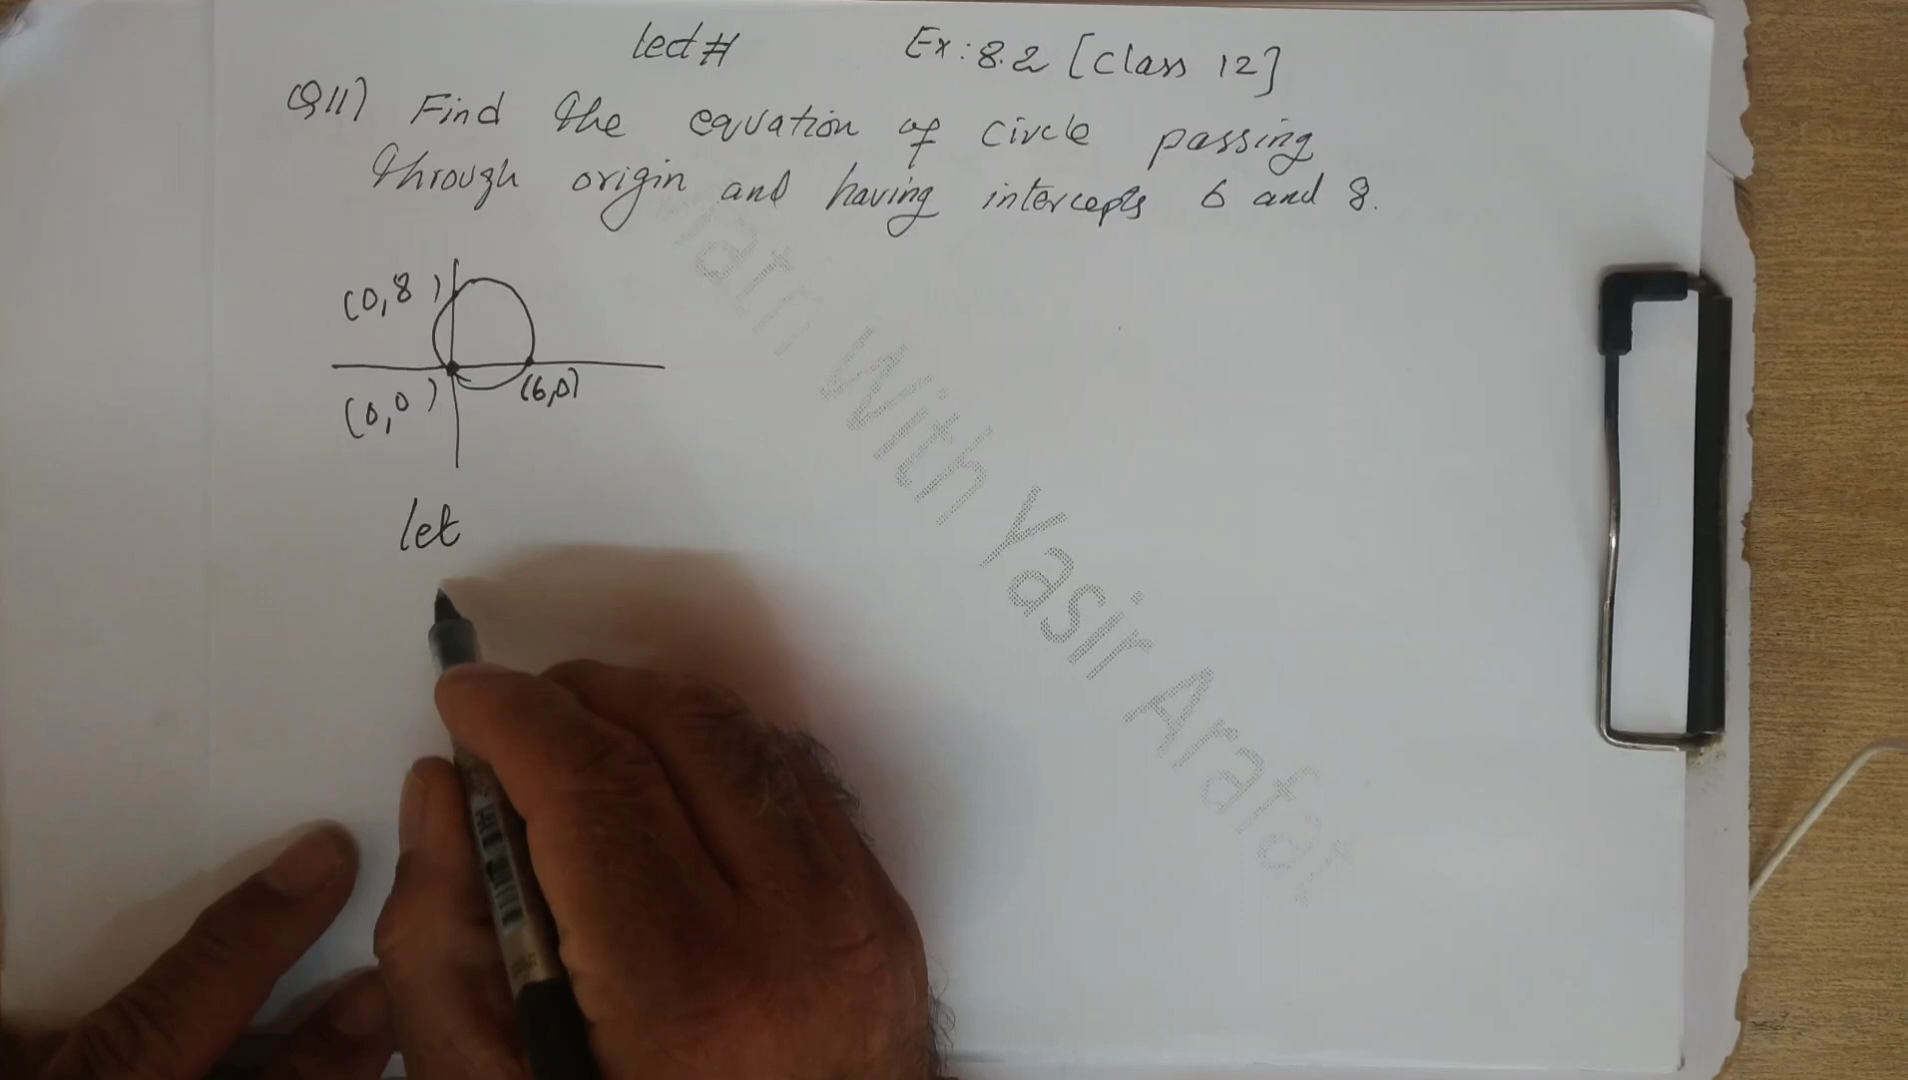 lect# Ex: 8.2 [Class 12]
Q11) Find the equation of circle passing
through origin and having intercepts 6 and 8.
(0,8)
(0,0) (6,0)
let
Math With Yasir Arafat